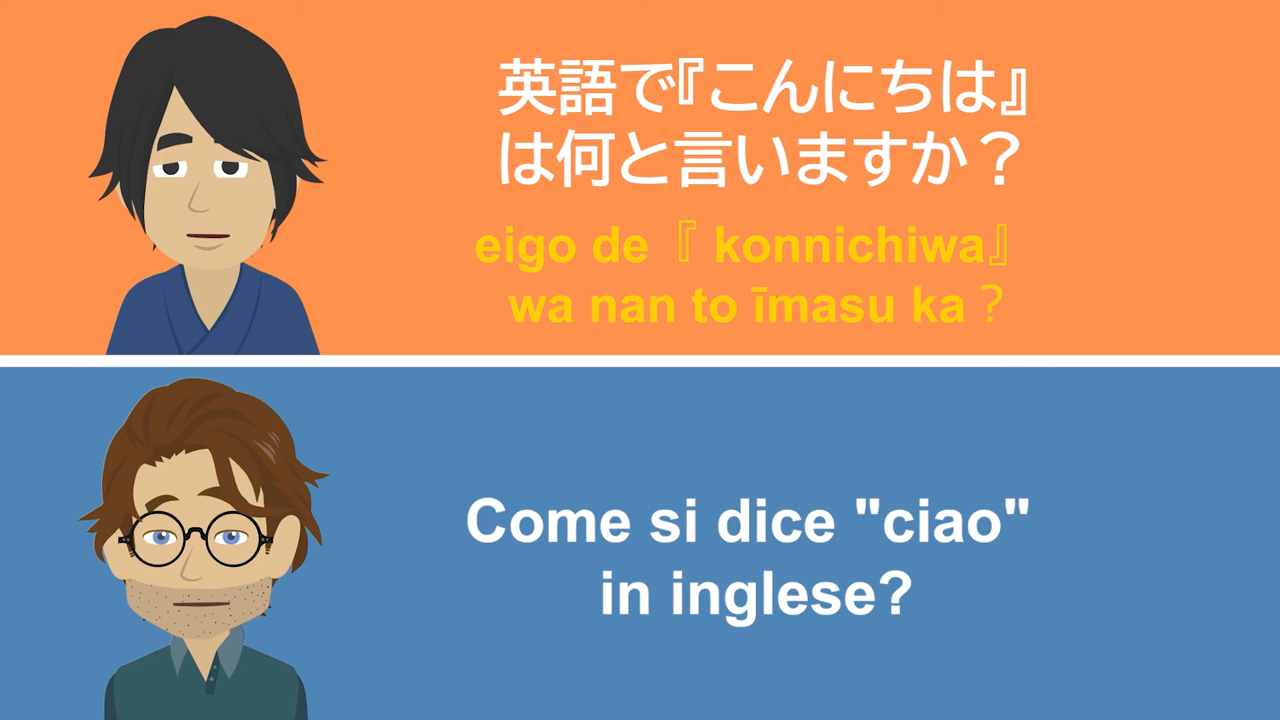 英語で『こんにちは』
は何と言いますか？
eigo de『 konnichiwa』
wa nan to īmasu ka？
Come si dice "ciao"
in inglese?